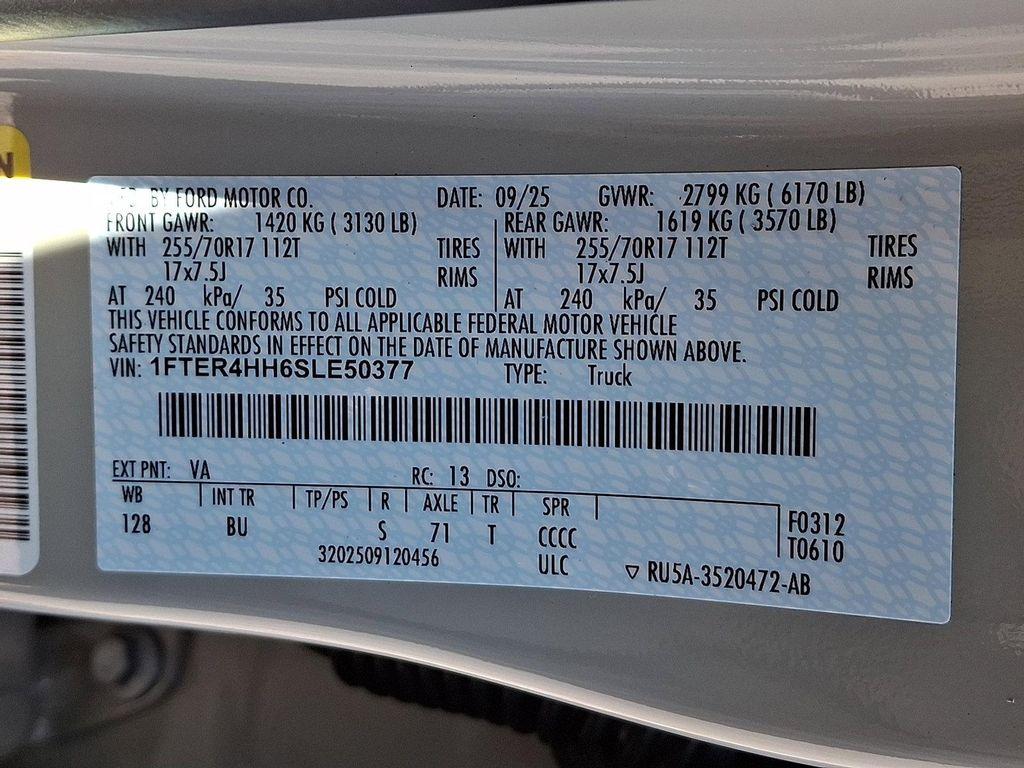 BY FORD MOTOR CO. DATE: 09/25 GVWR: 2799 KG ( 6170 LB)
FRONT GAWR: 1420 KG ( 3130 LB) REAR GAWR: 1619 KG ( 3570 LB)
WITH 255/70R17 112T TIRES WITH 255/70R17 112T TIRES
17x7.5J RIMS 17x7.5J RIMS
AT 240 kPa/ 35 PSI COLD AT 240 kPa/ 35 PSI COLD
THIS VEHICLE CONFORMS TO ALL APPLICABLE FEDERAL MOTOR VEHICLE
SAFETY STANDARDS IN EFFECT ON THE DATE OF MANUFACTURE SHOWN ABOVE.
VIN: 1FTER4HH6SLE50377 TYPE: Truck
EXT PNT: VA RC: 13 DSO:
WB INT TR TP/PS R AXLE TR SPR
128 BU S 71 T CCCC F0312
3202509120456 ULC T0610
▽ RU5A-3520472-AB